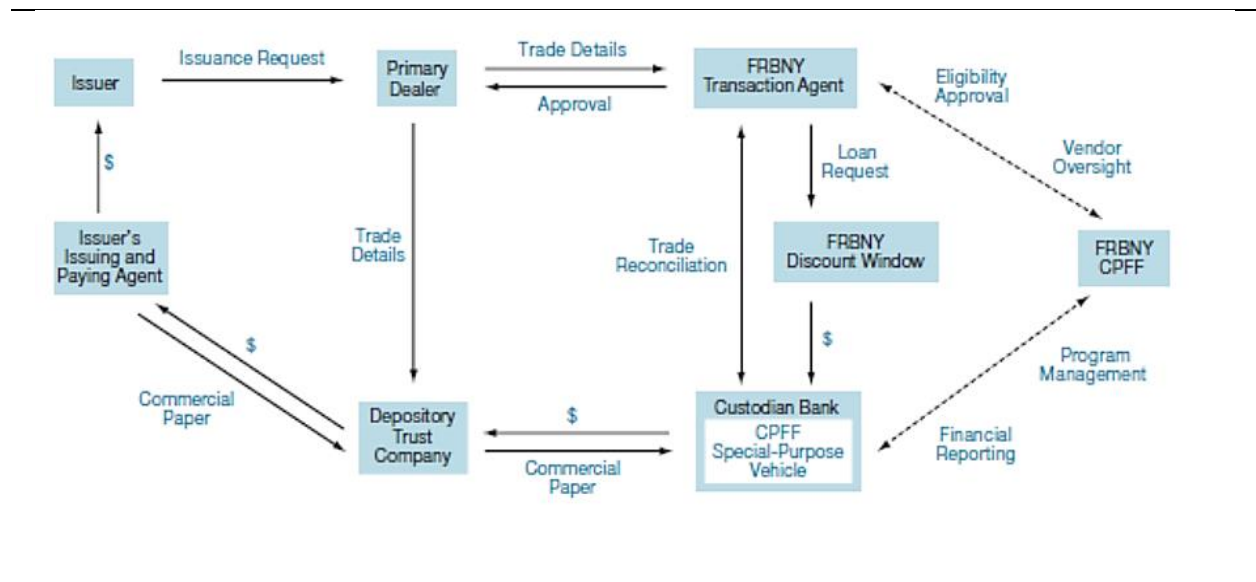 Issuer
Issuance Request
Primary
Dealer
Trade Details
Approval
FRBNY
Transaction Agent
Eligibility
Approval
Vendor
Oversight
$
Loan
Request
Issuer's
Issuing and
Paying Agent
Trade
Details
Trade
Reconciliation
FRBNY
Discount Window
FRBNY
CPFF
$
$
Program
Management
Commercial
Paper
Depository
Trust
Company
$
Commercial
Paper
Custodian Bank
CPFF
Special-Purpose
Vehicle
Financial
Reporting